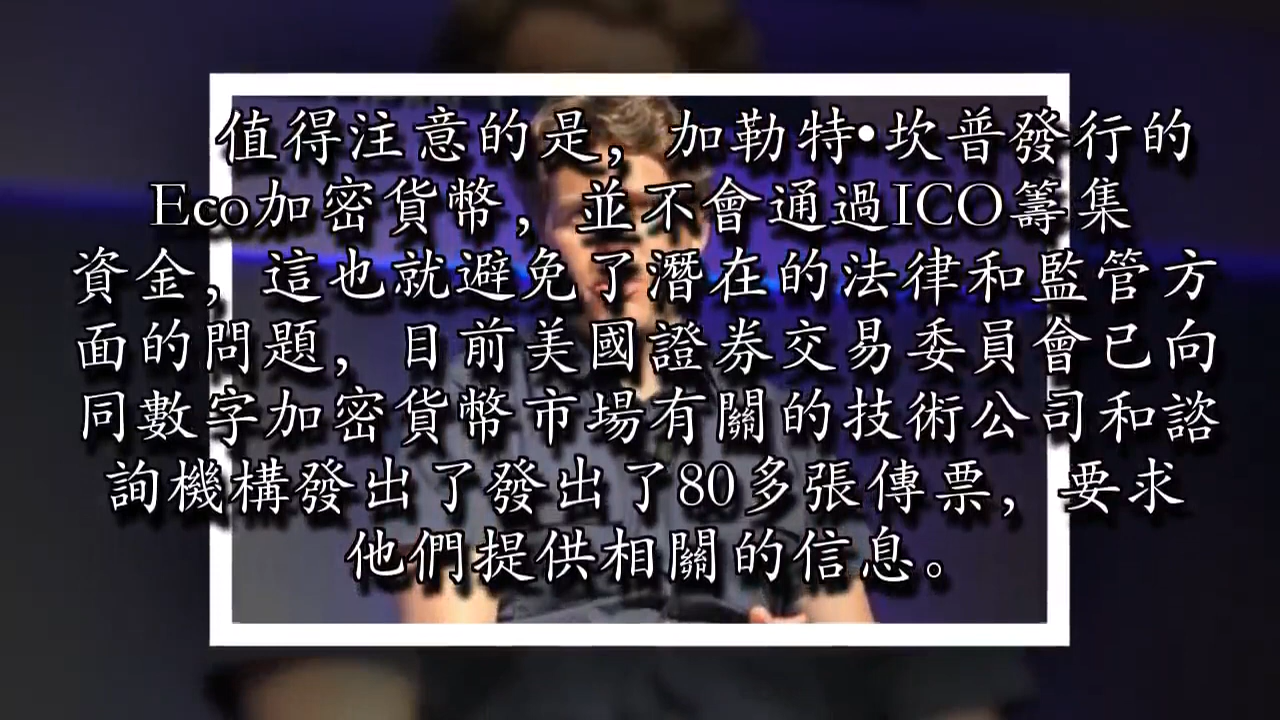 值得注意的是，加勒特•坎普發行的
Eco加密貨幣，並不會通過ICO籌集
資金，這也就避免了潛在的法律和監管方
面的問題，目前美國證券交易委員會已向
同數字加密貨幣市場有關的技術公司和諮
詢機構發出了發出了80多張傳票，要求
他們提供相關的信息。